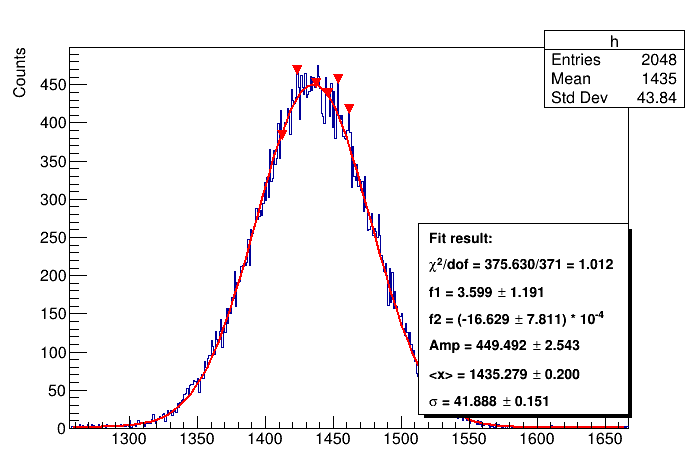 h
Entries 2048
Mean 1435
Std Dev 43.84
Counts
450
400
350
300
250
200
150
100
50
0
Fit result:
χ²/dof = 375.630/371 = 1.012
f1 = 3.599 ± 1.191
f2 = (-16.629 ± 7.811) * 10⁻⁴
Amp = 449.492 ± 2.543
<x> = 1435.279 ± 0.200
σ = 41.888 ± 0.151
1300 1350 1400 1450 1500 1550 1600 1650